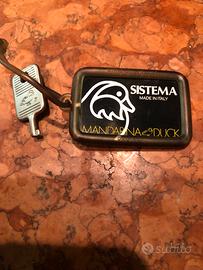 SISTEMA
MADE IN ITALY
MANDARINA DUCK
subito